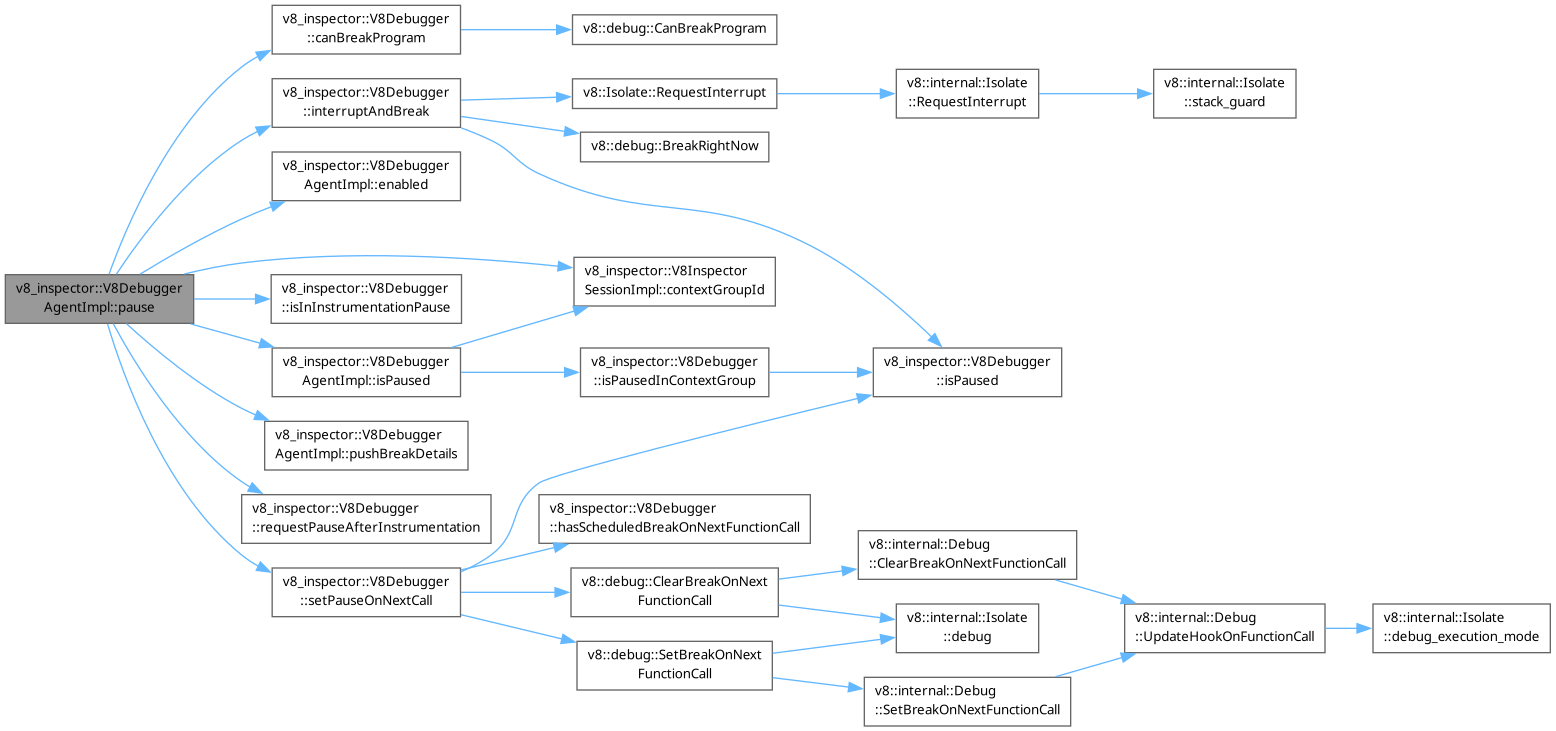 v8_inspector::V8Debugger
AgentImpl::pause
v8_inspector::V8Debugger
::canBreakProgram
v8::debug::CanBreakProgram
v8_inspector::V8Debugger
::interruptAndBreak
v8::Isolate::RequestInterrupt
v8::internal::Isolate
::RequestInterrupt
v8::internal::Isolate
::stack_guard
v8::debug::BreakRightNow
v8_inspector::V8Debugger
AgentImpl::enabled
v8_inspector::V8Inspector
SessionImpl::contextGroupId
v8_inspector::V8Debugger
::isInInstrumentationPause
v8_inspector::V8Debugger
AgentImpl::isPaused
v8_inspector::V8Debugger
::isPausedInContextGroup
v8_inspector::V8Debugger
::isPaused
v8_inspector::V8Debugger
AgentImpl::pushBreakDetails
v8_inspector::V8Debugger
::requestPauseAfterInstrumentation
v8_inspector::V8Debugger
::hasScheduledBreakOnNextFunctionCall
v8_inspector::V8Debugger
::setPauseOnNextCall
v8::debug::ClearBreakOnNext
FunctionCall
v8::internal::Debug
::ClearBreakOnNextFunctionCall
v8::internal::Isolate
::debug
v8::internal::Debug
::UpdateHookOnFunctionCall
v8::internal::Isolate
::debug_execution_mode
v8::debug::SetBreakOnNext
FunctionCall
v8::internal::Debug
::SetBreakOnNextFunctionCall